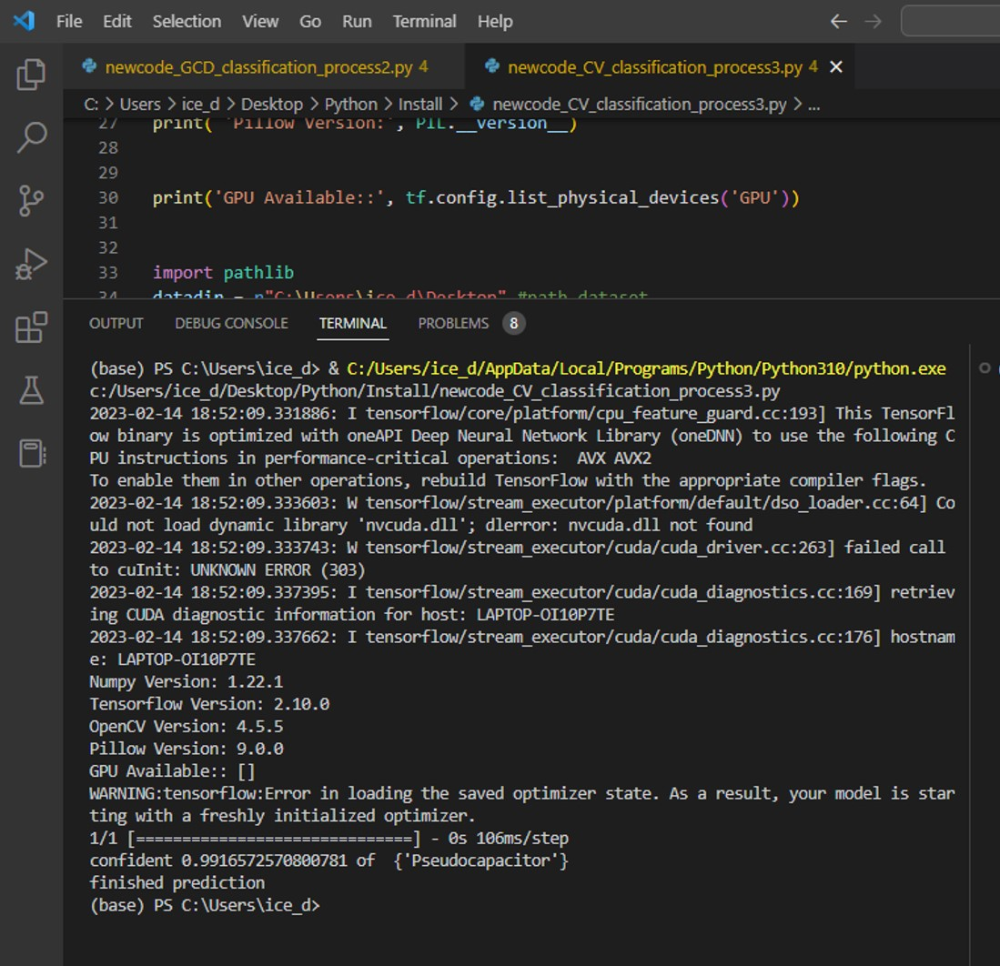 File Edit Selection View Go Run Terminal Help
newcode_GCD_classification_process2.py 4 newcode_CV_classification_process3.py 4
C: > Users > ice_d > Desktop > Python > Install > newcode_CV_classification_process3.py > ...
27 print( 'Pillow Version:', PIL.__version__)
28
29
30 print('GPU Available::', tf.config.list_physical_devices('GPU'))
31
32
33 import pathlib
34 datadir = r"C:\Users\ice_d\Desktop" #path dataset
OUTPUT DEBUG CONSOLE TERMINAL PROBLEMS 8
(base) PS C:\Users\ice_d> & C:/Users/ice_d/AppData/Local/Programs/Python/Python310/python.exe
c:/Users/ice_d/Desktop/Python/Install/newcode_CV_classification_process3.py
2023-02-14 18:52:09.331886: I tensorflow/core/platform/cpu_feature_guard.cc:193] This TensorFl
ow binary is optimized with oneAPI Deep Neural Network Library (oneDNN) to use the following C
PU instructions in performance-critical operations:  AVX AVX2
To enable them in other operations, rebuild TensorFlow with the appropriate compiler flags.
2023-02-14 18:52:09.333603: W tensorflow/stream_executor/platform/default/dso_loader.cc:64] Co
uld not load dynamic library 'nvcuda.dll'; dlerror: nvcuda.dll not found
2023-02-14 18:52:09.333743: W tensorflow/stream_executor/cuda/cuda_driver.cc:263] failed call
to cuInit: UNKNOWN ERROR (303)
2023-02-14 18:52:09.337395: I tensorflow/stream_executor/cuda/cuda_diagnostics.cc:169] retriev
ing CUDA diagnostic information for host: LAPTOP-OI10P7TE
2023-02-14 18:52:09.337662: I tensorflow/stream_executor/cuda/cuda_diagnostics.cc:176] hostnam
e: LAPTOP-OI10P7TE
Numpy Version: 1.22.1
Tensorflow Version: 2.10.0
OpenCV Version: 4.5.5
Pillow Version: 9.0.0
GPU Available:: []
WARNING:tensorflow:Error in loading the saved optimizer state. As a result, your model is star
ting with a freshly initialized optimizer.
1/1 [==============================] - 0s 106ms/step
confident 0.9916572570800781 of  {'Pseudocapacitor'}
finished prediction
(base) PS C:\Users\ice_d>